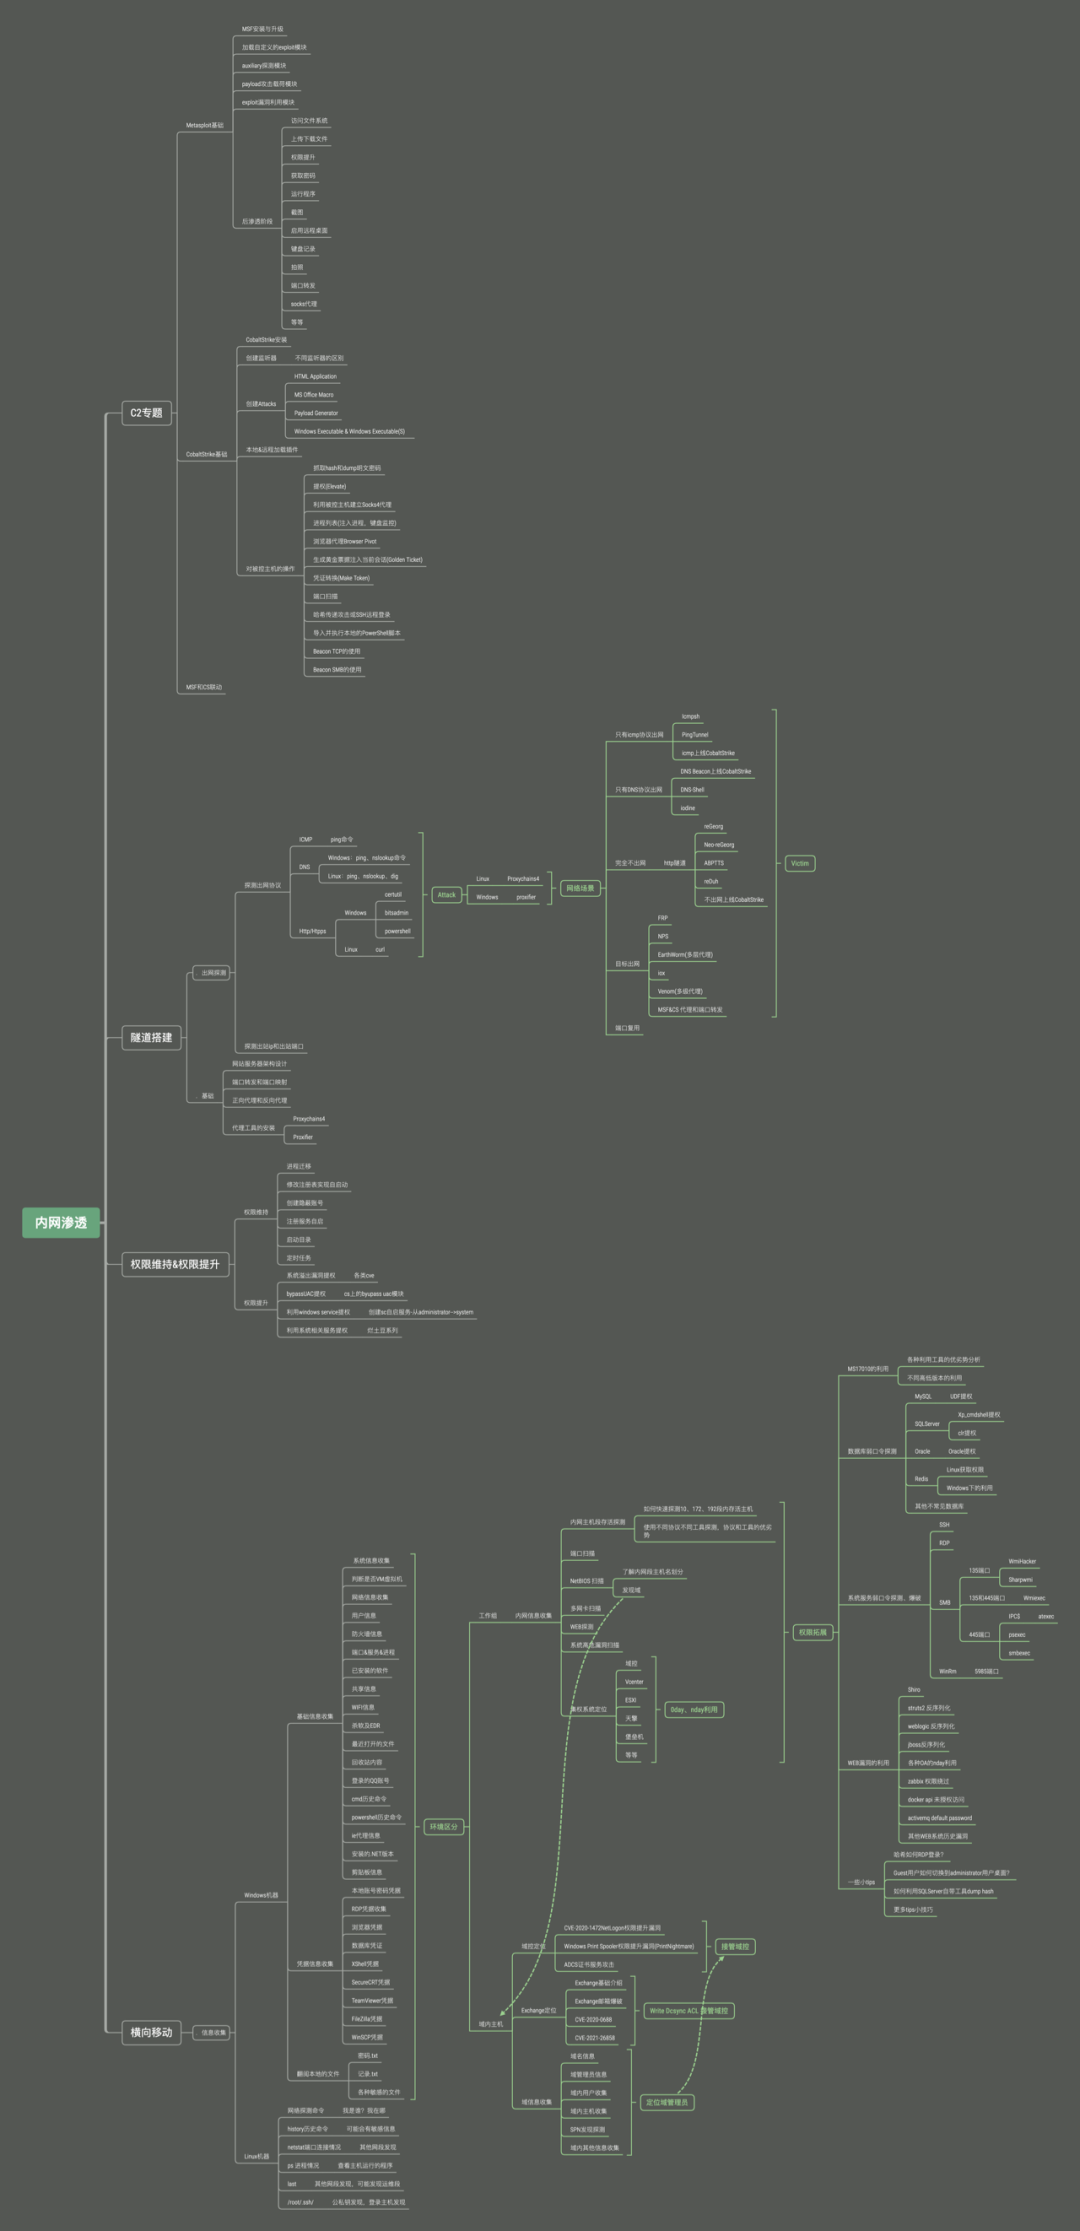 内网渗透
C2专题
Metasploit基础
MSF安装与升级
加载自定义的exploit模块
auxiliary探测模块
payload攻击载荷模块
exploit漏洞利用模块
后渗透阶段
访问文件系统
上传下载文件
权限提升
获取密码
运行程序
截图
启用远程桌面
键盘记录
拍照
端口转发
socks代理
等等
CobaltStrike基础
CobaltStrike安装
创建监听器
不同监听器的区别
创建Attacks
HTML Application
MS Office Macro
Payload Generator
Windows Executable & Windows Executable(S)
本地&远程加载插件
对被控主机的操作
抓取hash和dump明文密码
提权(Elevate)
利用被控主机建立Socks4代理
进程列表(注入进程、键盘监控)
浏览器代理Browser Pivot
生成黄金票据注入当前会话(Golden Ticket)
凭证转换(Make Token)
端口扫描
哈希传递攻击或SSH远程登录
导入并执行本地的PowerShell脚本
Beacon TCP的使用
Beacon SMB的使用
MSF和CS联动
隧道搭建
出网探测
探测出网协议
ICMP
ping命令
DNS
Windows：ping、nslookup命令
Linux：ping、nslookup、dig
Http/Htpps
Windows
certutil
bitsadmin
powershell
Linux
curl
探测出站ip和出站端口
Attack
Linux
Proxychains4
Windows
proxifier
网络场景
只有icmp协议出网
Icmpsh
PingTunnel
icmp上线CobaltStrike
只有DNS协议出网
DNS Beacon上线CobaltStrike
DNS-Shell
iodine
完全不出网
http隧道
reGeorg
Neo-reGeorg
ABPTTS
reDuh
不出网上线CobaltStrike
目标出网
FRP
NPS
EarthWorm(多层代理)
iox
Venom(多级代理)
MSF&CS 代理和端口转发
端口复用
Victim
基础
网站服务器架构设计
端口转发和端口映射
正向代理和反向代理
代理工具的安装
Proxychains4
Proxifier
权限维持&权限提升
权限维持
进程迁移
修改注册表实现自启动
创建隐蔽账号
注册服务自启
启动目录
定时任务
权限提升
系统溢出漏洞提权
各类cve
bypassUAC提权
cs上的byupass uac模块
利用windows service提权
创建sc自启服务-从administrator->system
利用系统相关服务提权
烂土豆系列
横向移动
信息收集
Windows机器
基础信息收集
系统信息收集
判断是否VM虚拟机
网络信息收集
用户信息
防火墙信息
端口&服务&进程
已安装的软件
共享信息
WIFI信息
杀软及EDR
最近打开的文件
回收站内容
登录的QQ账号
cmd历史命令
powershell历史命令
ie代理信息
安装的.NET版本
剪贴板信息
凭据信息收集
本地账号密码凭据
RDP凭据收集
浏览器凭据
数据库凭证
XShell凭据
SecureCRT凭据
TeamViewer凭据
FileZilla凭据
WinSCP凭据
翻阅本地的文件
密码.txt
记录.txt
各种敏感的文件
Linux机器
网络探测命令
我是谁？我在哪
history历史命令
可能会有敏感信息
netstat端口连接情况
其他网段发现
ps 进程情况
查看主机运行的程序
last
其他网段发现，可能发现运维段
/root/.ssh/
公私钥发现，登录主机发现
环境区分
工作组
内网信息收集
内网主机段存活探测
如何快速探测10、172、192段内存活主机
使用不同协议不同工具探测，协议和工具的优劣
势
端口扫描
NetBIOS 扫描
了解内网段主机名划分
发现域
多网卡扫描
WEB探测
系统高危漏洞扫描
集权系统定位
域控
Vcenter
ESXI
天擎
堡垒机
等等
0day、nday利用
域内主机
域控定位
CVE-2020-1472NetLogon权限提升漏洞
Windows Print Spooler权限提升漏洞(PrintNightmare)
ADCS证书服务攻击
接管域控
Exchange定位
Exchange基础介绍
Exchange邮箱爆破
CVE-2020-0688
CVE-2021-26858
Write Dcsync ACL 接管域控
域信息收集
域名信息
域管理员信息
域内用户收集
域内主机收集
SPN发现探测
域内其他信息收集
定位域管理员
权限拓展
MS17010的利用
各种利用工具的优劣势分析
不同高低版本的利用
数据库弱口令探测
MySQL
UDF提权
SQLServer
Xp_cmdshell提权
clr提权
Oracle
Oracle提权
Redis
Linux获取权限
Windows下的利用
其他不常见数据库
系统服务弱口令探测、爆破
SSH
RDP
SMB
135端口
WmiHacker
Sharpwmi
135和445端口
Wmiexec
445端口
IPC$
atexec
psexec
smbexec
WinRm
5985端口
WEB漏洞的利用
Shiro
struts2 反序列化
weblogic 反序列化
jboss反序列化
各种OA的nday利用
zabbix 权限绕过
docker api 未授权访问
activemq default password
其他WEB系统历史漏洞
一些小tips
哈希如何RDP登录？
Guest用户如何切换到administrator用户桌面？
如何利用SQLServer自带工具dump hash
更多tips小技巧